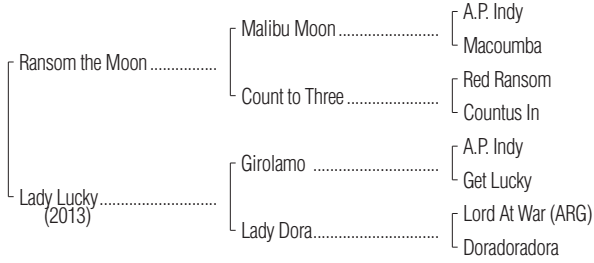 A.P. Indy
Malibu Moon ..................
Macoumba
Ransom the Moon ................
Red Ransom
Count to Three ......................
Countus In
A.P. Indy
Girolamo ......................
Get Lucky
Lady Lucky............................
(2013)
Lord At War (ARG)
Lady Dora..............................
Doradoradora